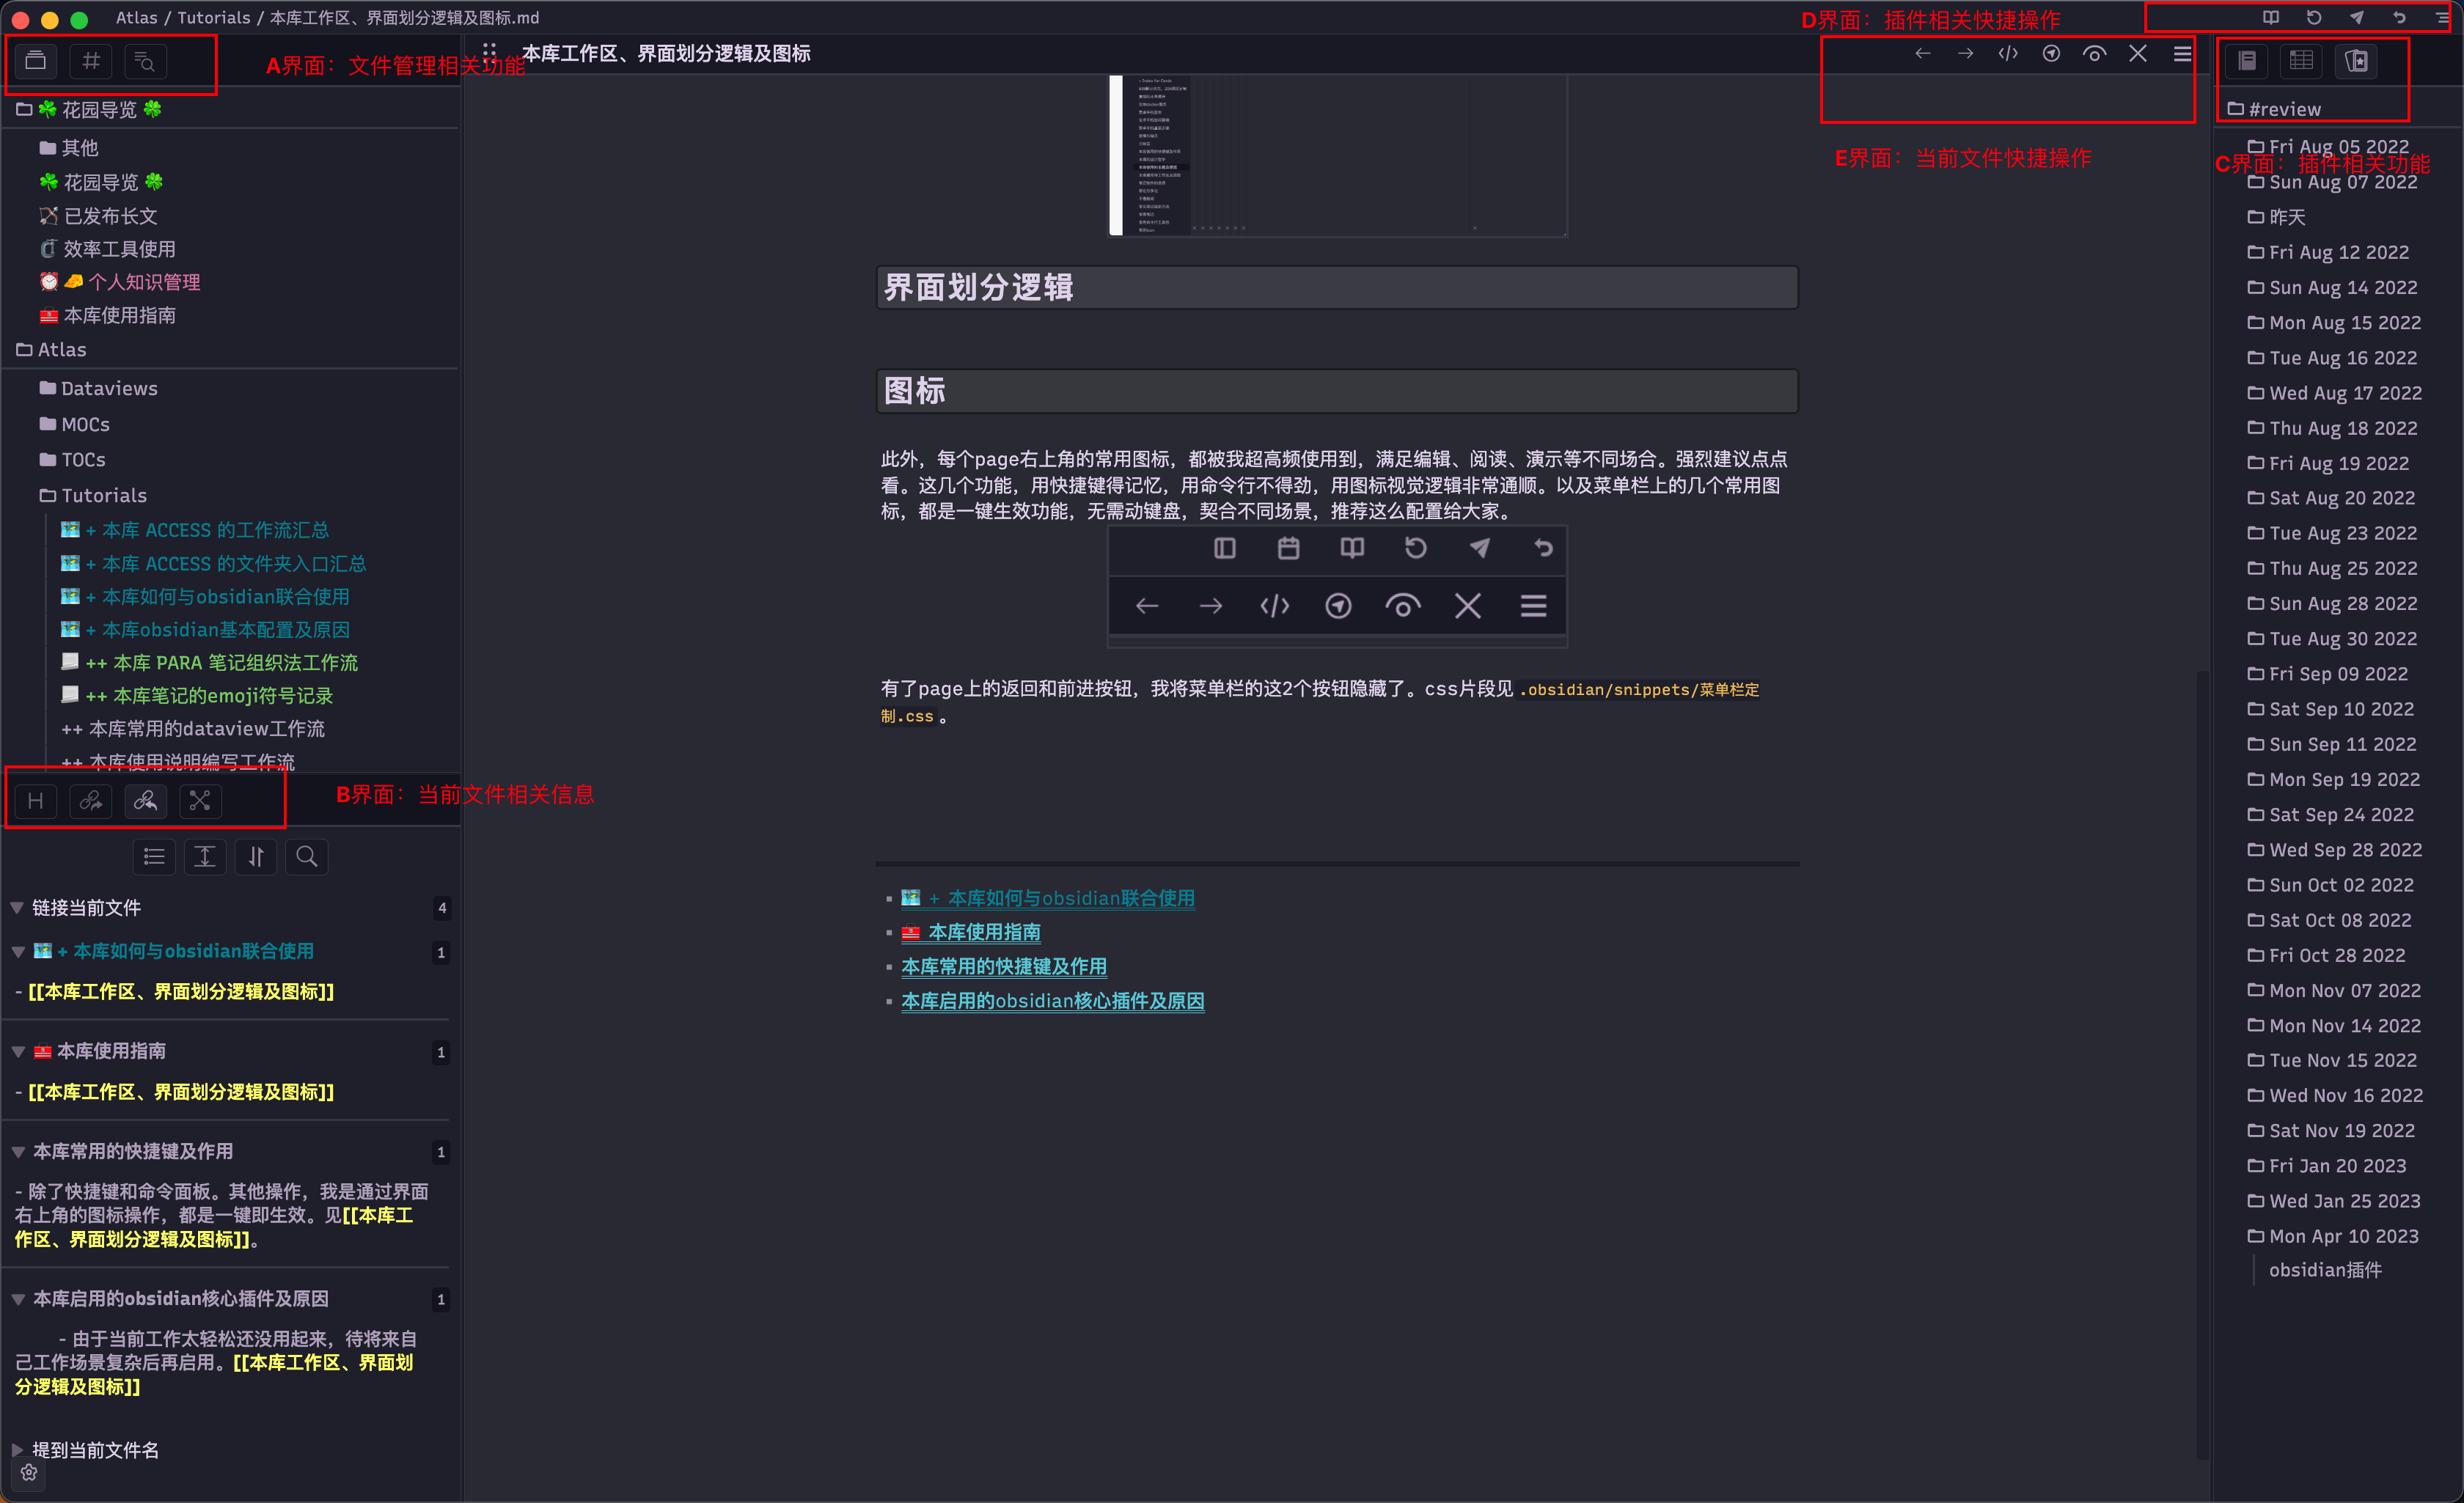 Atlas / Tutorials / 本库工作区、界面划分逻辑及图标.md
D界面：插件相关快捷操作
A界面：文件管理相关功能
本库工作区、界面划分逻辑及图标
E界面：当前文件快捷操作
C界面：插件相关功能
☘️ 花园导览 🍀
其他
☘️ 花园导览 🍀
🏹 已发布长文
🗜️ 效率工具使用
⏰ 🧀 个人知识管理
🧰 本库使用指南
Atlas
Dataviews
MOCs
TOCs
Tutorials
🗺️ + 本库 ACCESS 的工作流汇总
🗺️ + 本库 ACCESS 的文件夹入口汇总
🗺️ + 本库如何与obsidian联合使用
🗺️ + 本库obsidian基本配置及原因
++ 本库 PARA 笔记组织法工作流
++ 本库笔记的emoji符号记录
++ 本库常用的dataview工作流
++ 本库使用说明编写工作流
B界面：当前文件相关信息
链接当前文件 4
🗺️ + 本库如何与obsidian联合使用 1
- [[本库工作区、界面划分逻辑及图标]]
🧰 本库使用指南 1
- [[本库工作区、界面划分逻辑及图标]]
本库常用的快捷键及作用 1
- 除了快捷键和命令面板。其他操作，我是通过界面
右上角的图标操作，都是一键即生效。见[[本库工
作区、界面划分逻辑及图标]]。
本库启用的obsidian核心插件及原因 1
- 由于当前工作太轻松还没用起来，待将来自
己工作场景复杂后再启用。[[本库工作区、界面划
分逻辑及图标]]
提到当前文件名
界面划分逻辑
图标
此外，每个page右上角的常用图标，都被我超高频使用到，满足编辑、阅读、演示等不同场合。强烈建议点点
看。这几个功能，用快捷键得记忆，用命令行不得劲，用图标视觉逻辑非常通顺。以及菜单栏上的几个常用图
标，都是一键生效功能，无需动键盘，契合不同场景，推荐这么配置给大家。
有了page上的返回和前进按钮，我将菜单栏的这2个按钮隐藏了。css片段见 .obsidian/snippets/菜单栏定
制.css 。
🗺️ + 本库如何与obsidian联合使用
🧰 本库使用指南
本库常用的快捷键及作用
本库启用的obsidian核心插件及原因
#review
Fri Aug 05 2022
Sun Aug 07 2022
昨天
Fri Aug 12 2022
Sun Aug 14 2022
Mon Aug 15 2022
Tue Aug 16 2022
Wed Aug 17 2022
Thu Aug 18 2022
Fri Aug 19 2022
Sat Aug 20 2022
Tue Aug 23 2022
Thu Aug 25 2022
Sun Aug 28 2022
Tue Aug 30 2022
Fri Sep 09 2022
Sat Sep 10 2022
Sun Sep 11 2022
Mon Sep 19 2022
Sat Sep 24 2022
Wed Sep 28 2022
Sun Oct 02 2022
Sat Oct 08 2022
Fri Oct 28 2022
Mon Nov 07 2022
Mon Nov 14 2022
Tue Nov 15 2022
Wed Nov 16 2022
Sat Nov 19 2022
Fri Jan 20 2023
Wed Jan 25 2023
Mon Apr 10 2023
obsidian插件